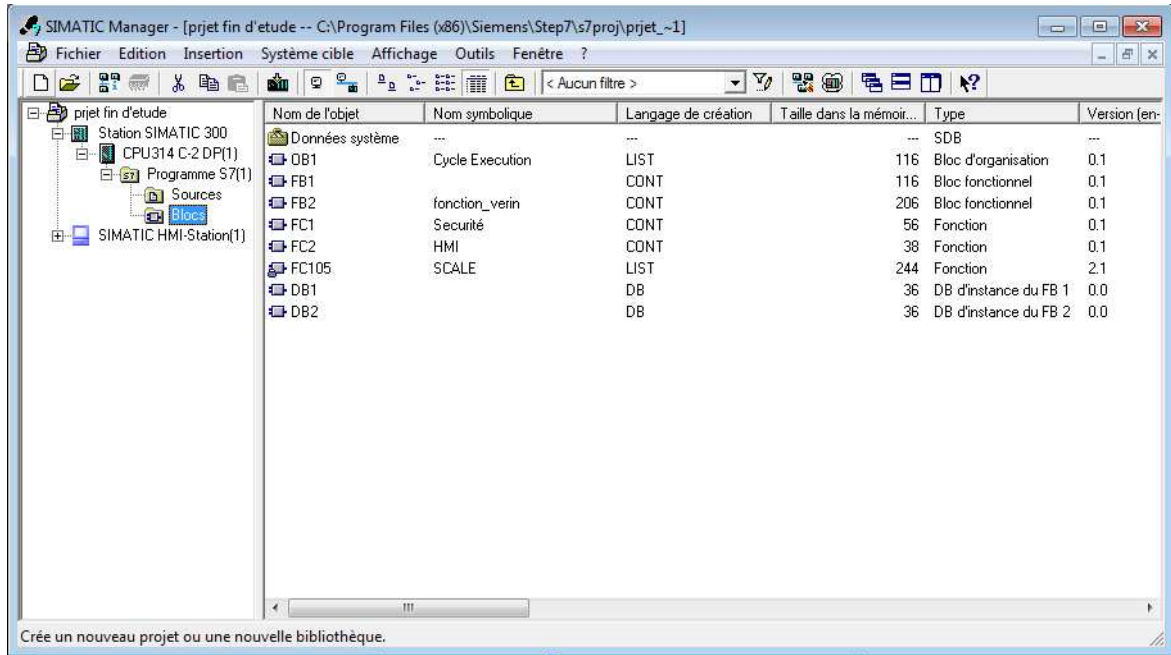 SIMATIC Manager - [prjet fin d'etude -- C:\Program Files (x86)\Siemens\Step7\s7proj\prjet_~1]
Fichier Edition Insertion Système cible Affichage Outils Fenêtre ?
< Aucun filtre >
prjet fin d'etude
Station SIMATIC 300
CPU314 C-2 DP(1)
Programme S7(1)
Sources
Blocs
SIMATIC HMI-Station(1)
Nom de l'objet Nom symbolique Langage de création Taille dans la mémoir... Type Version (en-
Données système --- --- --- SDB ---
OB1 Cycle Execution LIST 116 Bloc d'organisation 0.1
FB1 CONT 116 Bloc fonctionnel 0.1
FB2 fonction_verin CONT 206 Bloc fonctionnel 0.1
FC1 Securité CONT 56 Fonction 0.1
FC2 HMI CONT 38 Fonction 0.1
FC105 SCALE LIST 244 Fonction 2.1
DB1 DB 36 DB d'instance du FB 1 0.0
DB2 DB 36 DB d'instance du FB 2 0.0
Crée un nouveau projet ou une nouvelle bibliothèque.